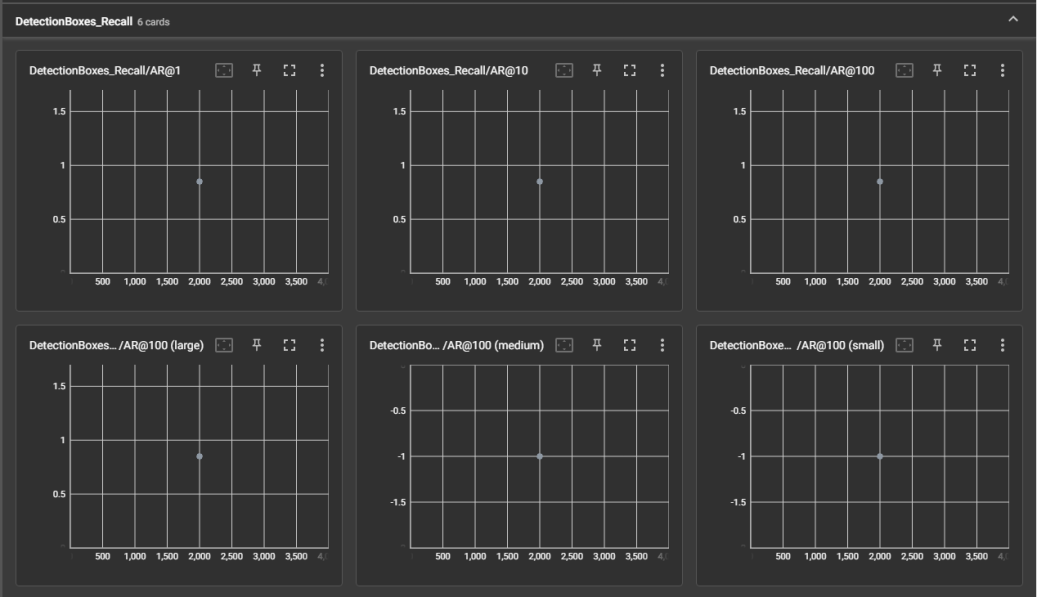 DetectionBoxes_Recall 6 cards
DetectionBoxes_Recall/AR@1
1.5
1
0.5
500 1,000 1,500 2,000 2,500 3,000 3,500
DetectionBoxes_Recall/AR@10
1.5
1
0.5
500 1,000 1,500 2,000 2,500 3,000 3,500
DetectionBoxes_Recall/AR@100
1.5
1
0.5
500 1,000 1,500 2,000 2,500 3,000 3,500
DetectionBoxes... /AR@100 (large)
1.5
1
0.5
500 1,000 1,500 2,000 2,500 3,000 3,500
DetectionBo... /AR@100 (medium)
-0.5
-1
-1.5
500 1,000 1,500 2,000 2,500 3,000 3,500
DetectionBoxe... /AR@100 (small)
-0.5
-1
-1.5
500 1,000 1,500 2,000 2,500 3,000 3,500